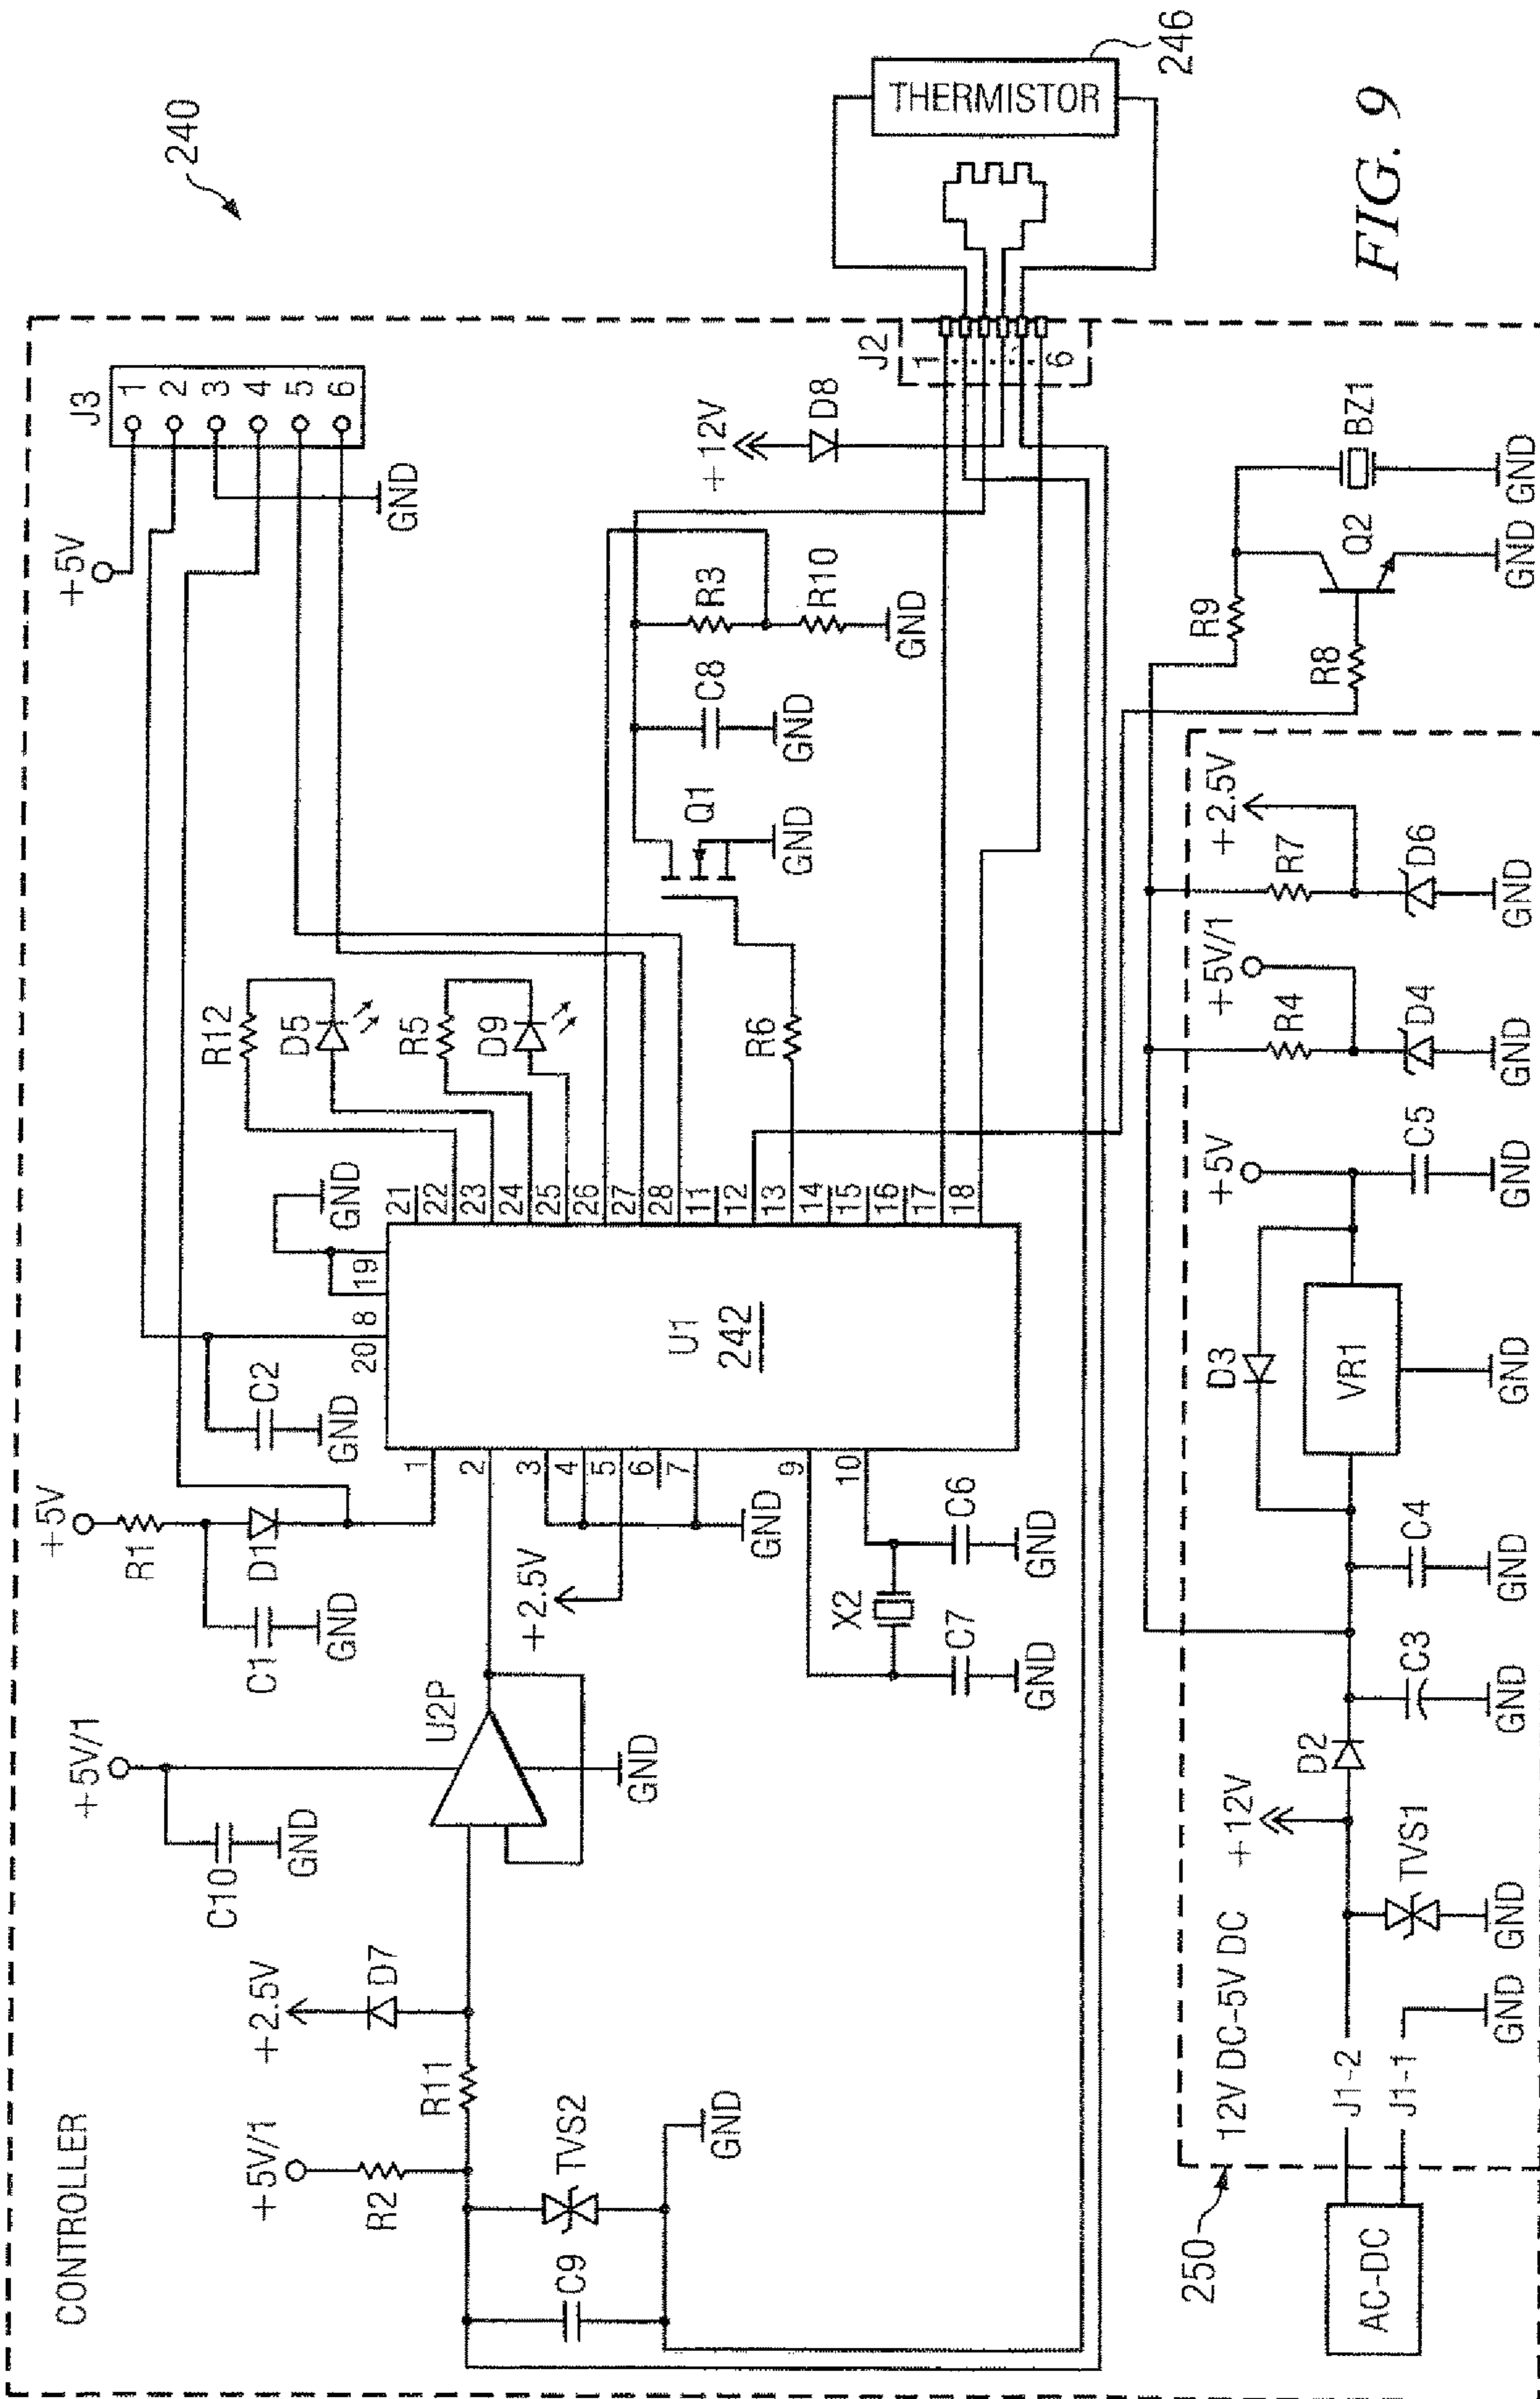 CONTROLLER
240
+5V/1
R2
C9
TVS2
GND
R11
+2.5V
D7
+5V/1
C10
GND
U2P
GND
+5V
R1
C1
GND
D1
C2
GND
+2.5V
GND
1
2
3
4
5
6
7
9
10
20
8
19
GND
U1
242
21
22
23
24
25
26
27
28
11
12
13
14
15
16
17
18
X2
C7
GND
C6
GND
R12
D5
R5
D9
R6
Q1
GND
C8
GND
R3
R10
GND
+5V
J3
1
2
3
4
5
6
GND
+12V
D8
J2
1
6
THERMISTOR
246
250
AC-DC
J1-2
J1-1
12V DC-5V DC
GND
TVS1
GND
+12V
D2
C3
GND
C4
GND
D3
VR1
GND
+5V
C5
GND
+5V/1
R4
D4
GND
+2.5V
R7
D6
GND
R9
R8
Q2
GND
BZ1
GND
FIG. 9